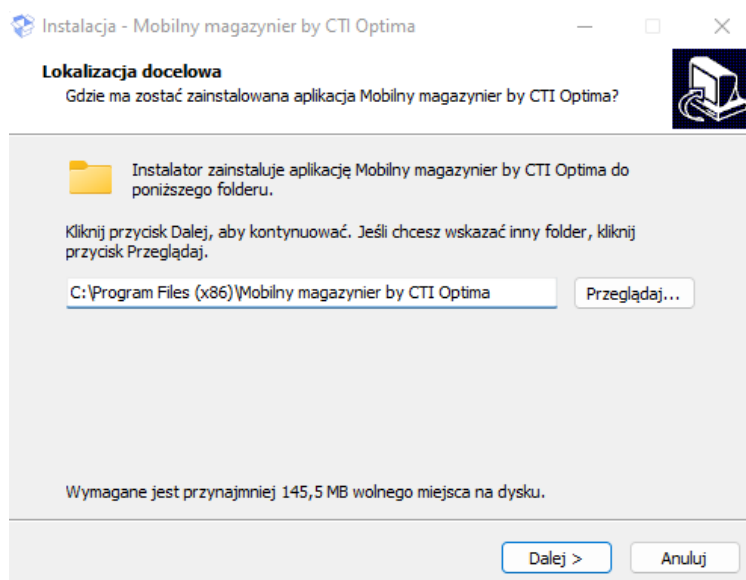 Instalacja - Mobilny magazynier by CTI Optima
Lokalizacja docelowa
Gdzie ma zostać zainstalowana aplikacja Mobilny magazynier by CTI Optima?
Instalator zainstaluje aplikację Mobilny magazynier by CTI Optima do
poniższego folderu.
Kliknij przycisk Dalej, aby kontynuować. Jeśli chcesz wskazać inny folder, kliknij
przycisk Przeglądaj.
C:\Program Files (x86)\Mobilny magazynier by CTI Optima
Przeglądaj...
Wymagane jest przynajmniej 145,5 MB wolnego miejsca na dysku.
Dalej >
Anuluj